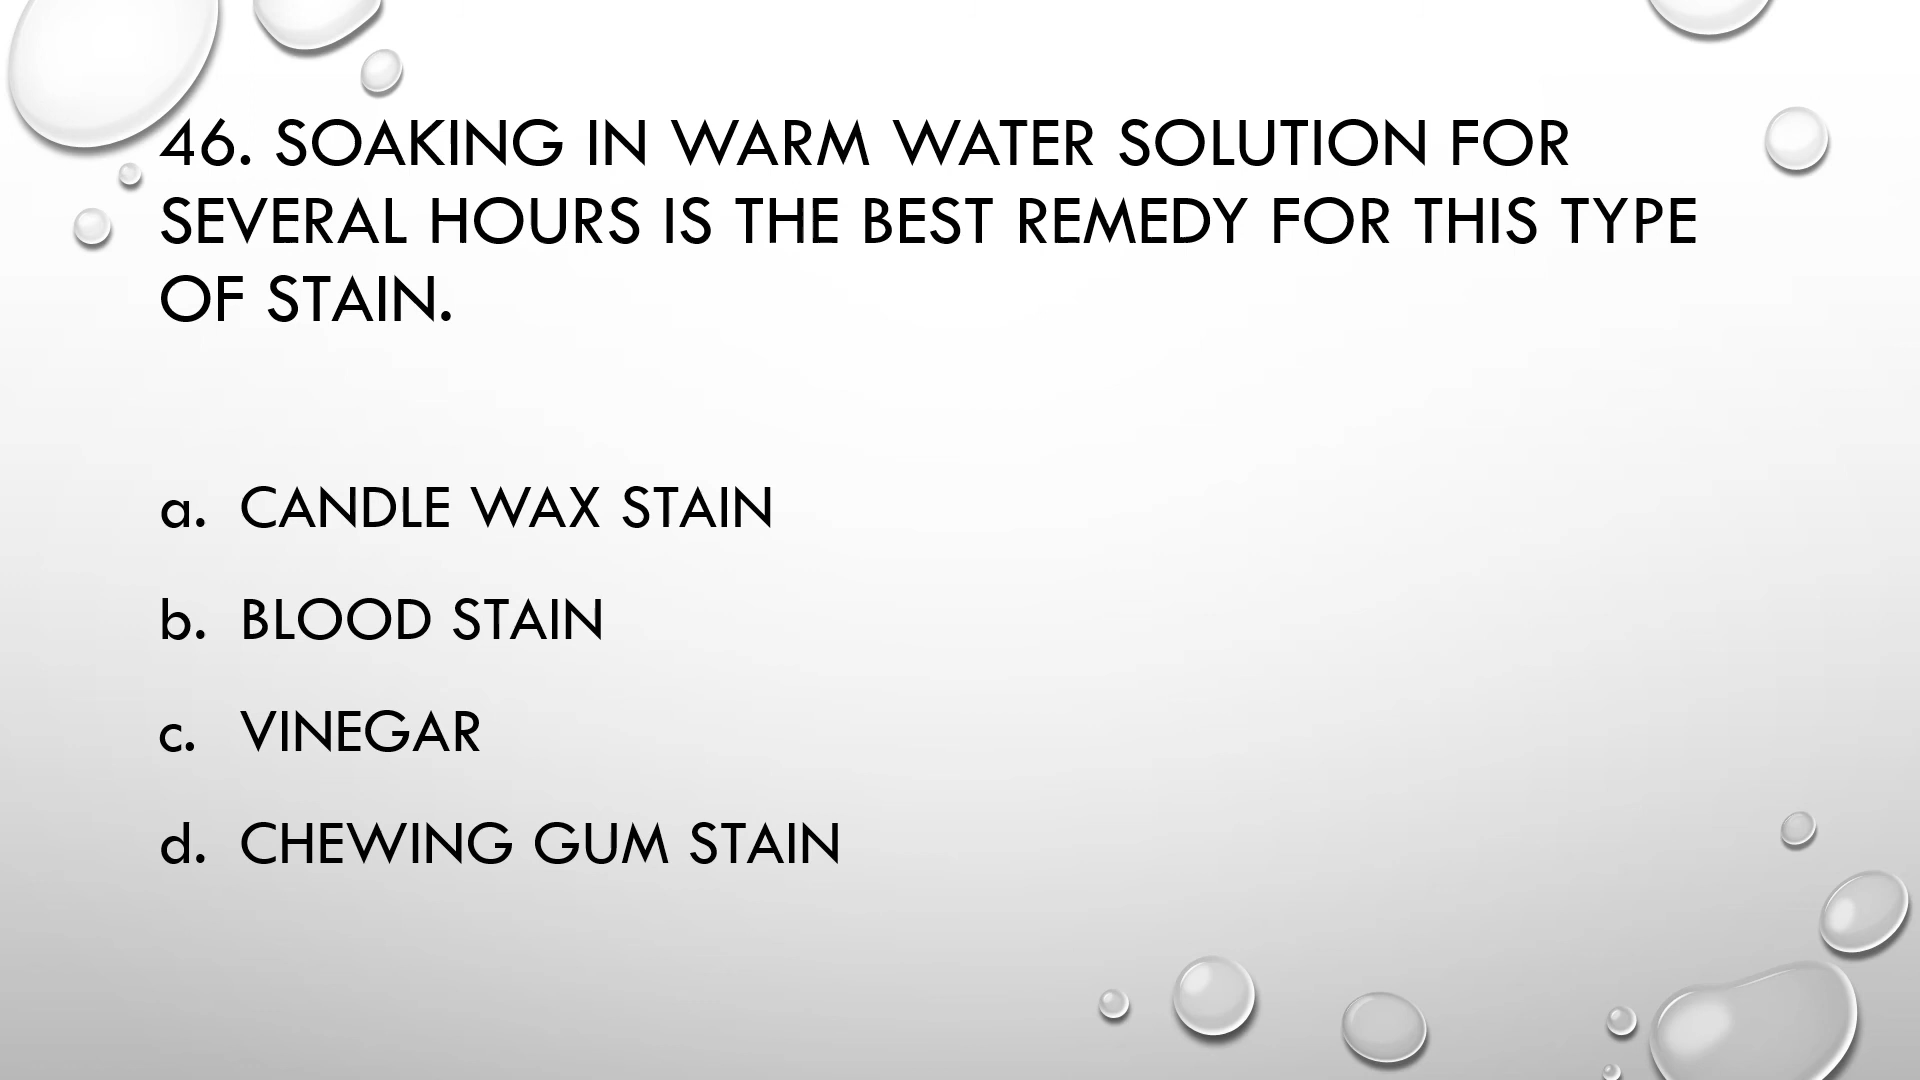 46. SOAKING IN WARM WATER SOLUTION FOR
SEVERAL HOURS IS THE BEST REMEDY FOR THIS TYPE
OF STAIN.
a. CANDLE WAX STAIN
b. BLOOD STAIN
c. VINEGAR
d. CHEWING GUM STAIN